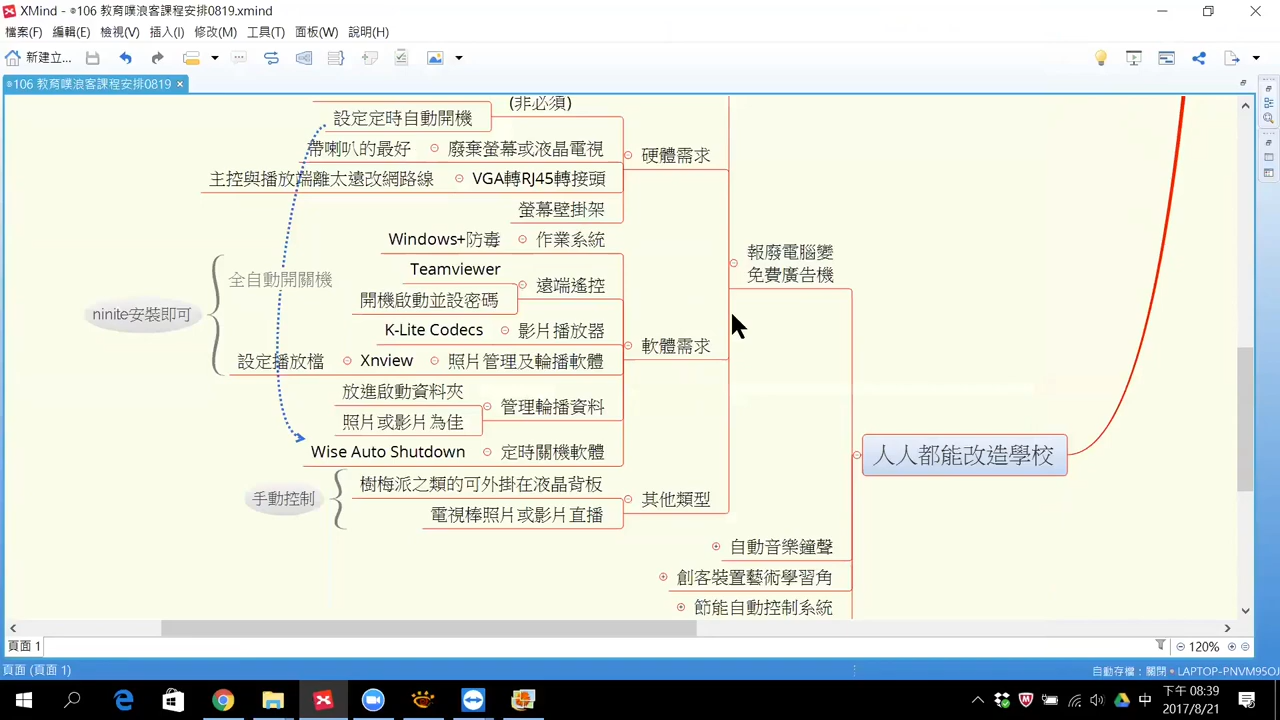 XMind - ⊕106 教育噗浪客課程安排0819.xmind
檔案(F) 編輯(E) 檢視(V) 插入(I) 修改(M) 工具(T) 面板(W) 說明(H)
新建立...
⊕106 教育噗浪客課程安排0819
(非必須)
設定定時自動開機
帶喇叭的最好
廢棄螢幕或液晶電視
硬體需求
主控與播放端離太遠改網路線
VGA轉RJ45轉接頭
螢幕壁掛架
Windows+防毒
作業系統
報廢電腦變
免費廣告機
Teamviewer
遠端遙控
全自動開關機
開機啟動並設密碼
ninite安裝即可
K-Lite Codecs
影片播放器
軟體需求
設定播放檔
Xnview
照片管理及輪播軟體
放進啟動資料夾
管理輪播資料
照片或影片為佳
Wise Auto Shutdown
定時關機軟體
人人都能改造學校
樹梅派之類的可外掛在液晶背板
手動控制
其他類型
電視棒照片或影片直播
自動音樂鐘聲
創客裝置藝術學習角
節能自動控制系統
頁面 1
120%
頁面 (頁面 1)
自動存檔：關閉 LAPTOP-PNVM95OJ
中
下午 08:39
2017/8/21